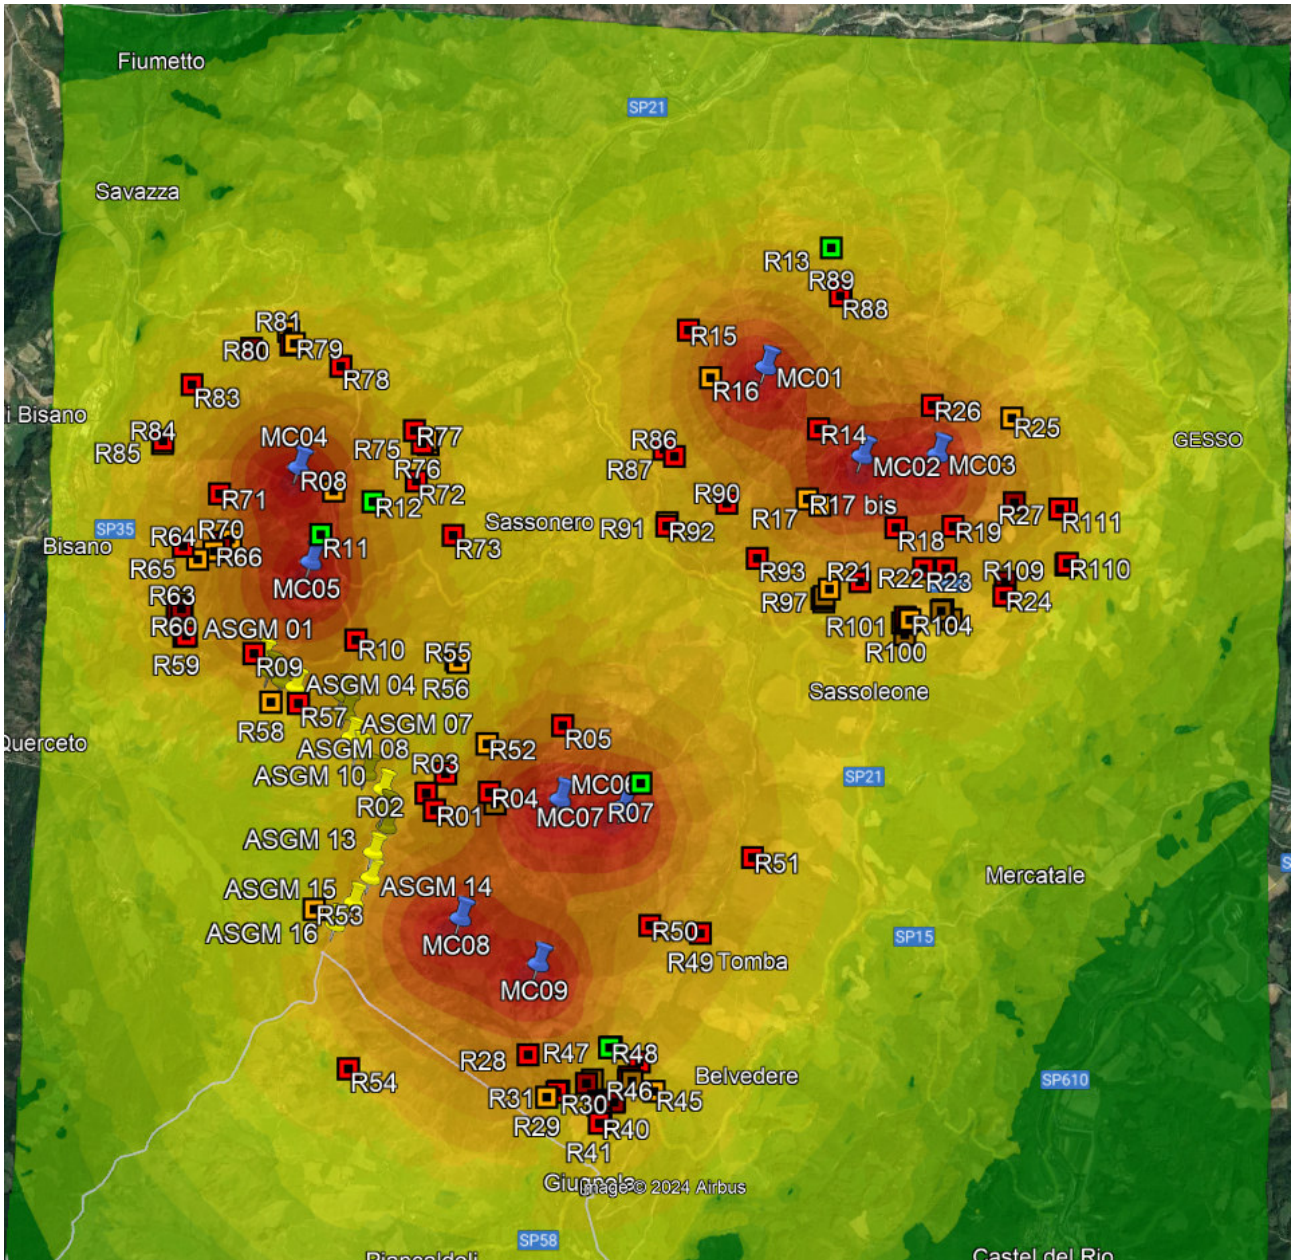 Fiumetto
SP21
Savazza
R13
R89
R88
R81
R80
R79
R15
R78
R16
MC01
R83
li Bisano
R26
R25
R84
R85
MC04
R75
R77
R76
R86
R87
R14
GESSO
MC02
MC03
R08
R71
R12
R72
R90
R17
R17 bis
R27
R111
SP35
Bisano
R64
R70
R66
R65
R11
Sassonero
R73
R91
R92
R18
R19
MC05
R93
R21
R22
R23
R109
R110
R63
R97
R24
R60
R59
ASGM 01
R101
R104
R100
R09
R10
R55
R56
ASGM 04
Sassoleone
R58
R57
ASGM 07
Querceto
ASGM 08
R52
R05
ASGM 10
R03
SP21
R02
R01
R04
MC06
MC07
R07
ASGM 13
R51
Mercatale
ASGM 15
ASGM 14
R53
ASGM 16
MC08
R50
SP15
R49
Tomba
MC09
R28
R47
R48
R54
Belvedere
SP610
R31
R30
R46
R45
R29
R40
R41
Giugnola
Image © 2024 Airbus
SP58
Piancaldoli
Castel del Rio